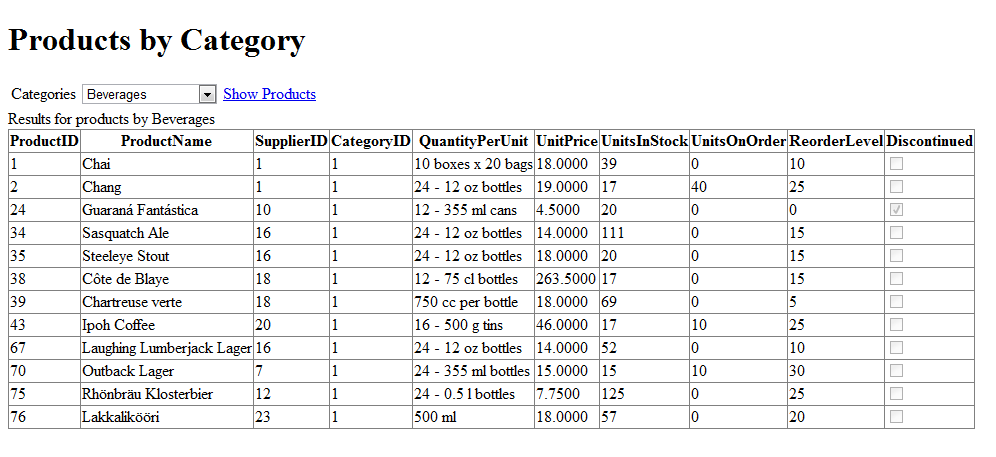 Products by Category
Categories Beverages Show Products
Results for products by Beverages
ProductID ProductName SupplierID CategoryID QuantityPerUnit UnitPrice UnitsInStock UnitsOnOrder ReorderLevel Discontinued
1 Chai 1 1 10 boxes x 20 bags 18.0000 39 0 10
2 Chang 1 1 24 - 12 oz bottles 19.0000 17 40 25
24 Guaraná Fantástica 10 1 12 - 355 ml cans 4.5000 20 0 0
34 Sasquatch Ale 16 1 24 - 12 oz bottles 14.0000 111 0 15
35 Steeleye Stout 16 1 24 - 12 oz bottles 18.0000 20 0 15
38 Côte de Blaye 18 1 12 - 75 cl bottles 263.5000 17 0 15
39 Chartreuse verte 18 1 750 cc per bottle 18.0000 69 0 5
43 Ipoh Coffee 20 1 16 - 500 g tins 46.0000 17 10 25
67 Laughing Lumberjack Lager 16 1 24 - 12 oz bottles 14.0000 52 0 10
70 Outback Lager 7 1 24 - 355 ml bottles 15.0000 15 10 30
75 Rhönbräu Klosterbier 12 1 24 - 0.5 l bottles 7.7500 125 0 25
76 Lakkalikööri 23 1 500 ml 18.0000 57 0 20